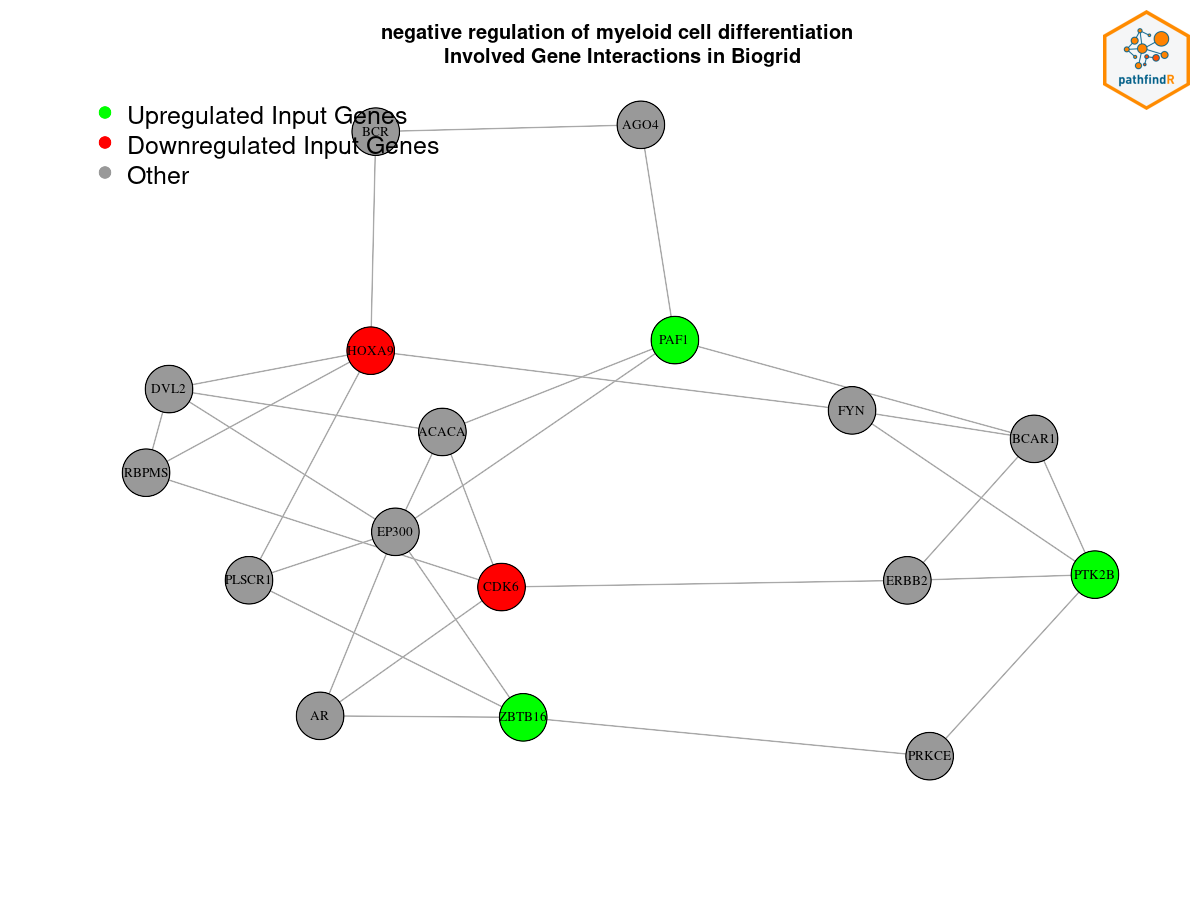 negative regulation of myeloid cell differentiation
Involved Gene Interactions in Biogrid
pathfindR
Upregulated Input Genes
Downregulated Input Genes
Other
BCR
AGO4
HOXA9
PAF1
DVL2
FYN
ACACA
BCAR1
RBPMS
EP300
PLSCR1
CDK6
ERBB2
PTK2B
AR
ZBTB16
PRKCE